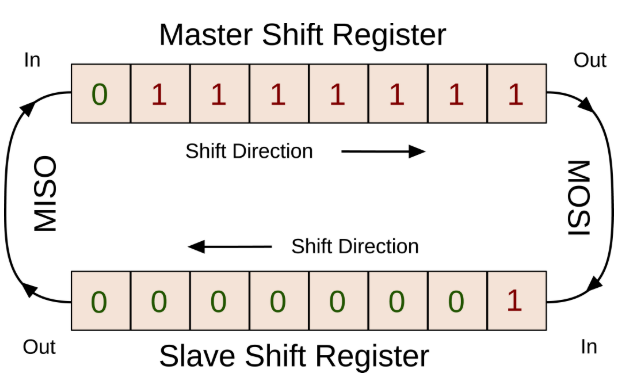 Master Shift Register
In
Out
0 1 1 1 1 1 1 1
Shift Direction
MISO
MOSI
Shift Direction
0 0 0 0 0 0 0 1
Out
In
Slave Shift Register